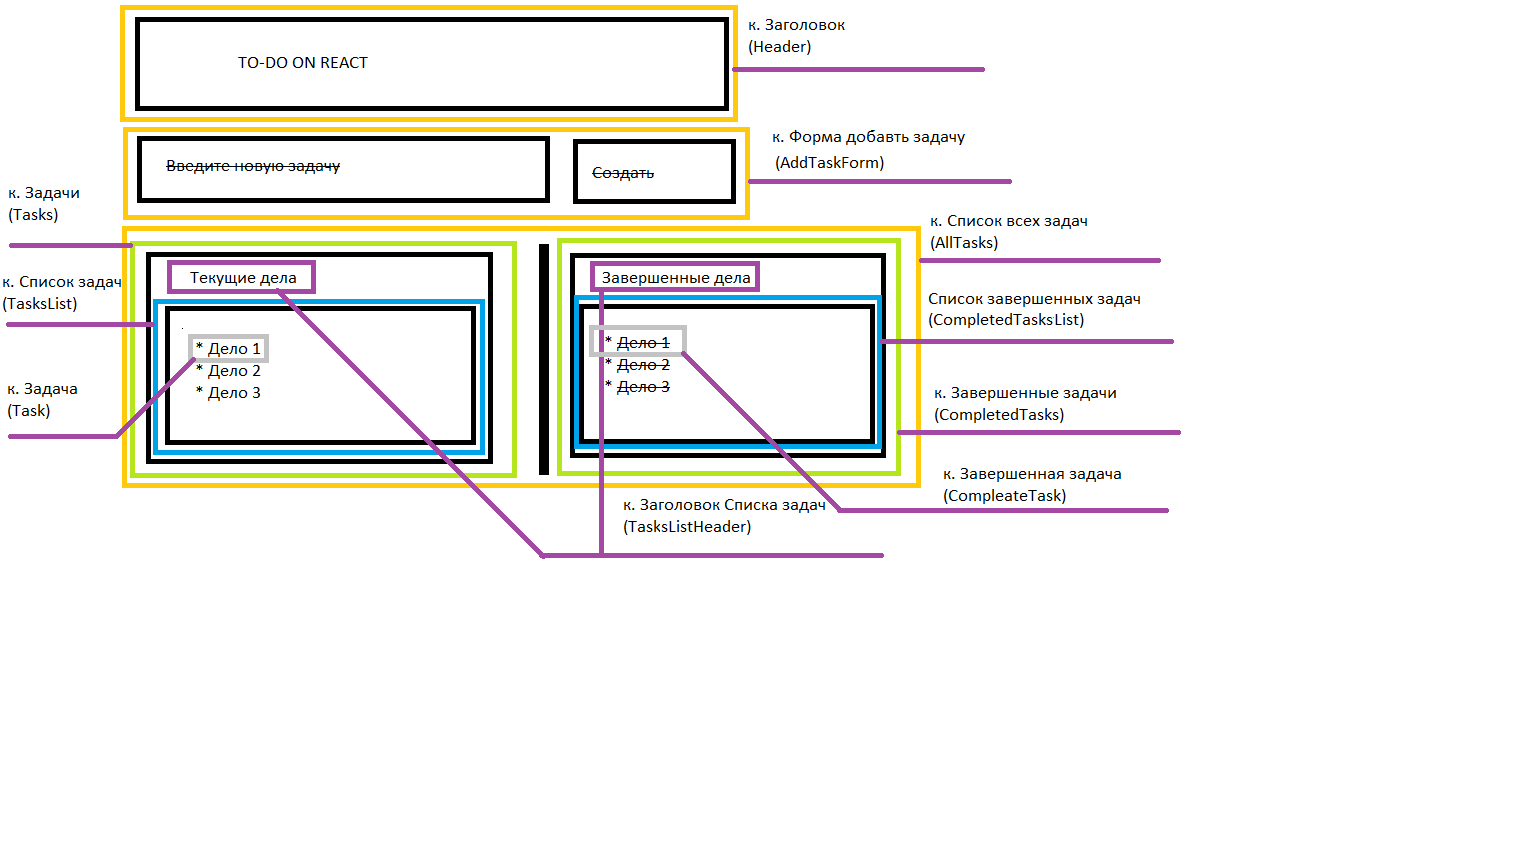 TO-DO ON REACT
к. Заголовок
(Header)
Введите новую задачу
Создать
к. Форма добавть задачу
(AddTaskForm)
к. Задачи
(Tasks)
к. Список всех задач
(AllTasks)
к. Список задач
(TasksList)
Текущие дела
Завершенные дела
Список завершенных задач
(CompletedTasksList)
* Дело 1
* Дело 2
* Дело 3
* Дело 1
* Дело 2
* Дело 3
к. Задача
(Task)
к. Завершенные задачи
(CompletedTasks)
к. Завершенная задача
(CompleateTask)
к. Заголовок Списка задач
(TasksListHeader)